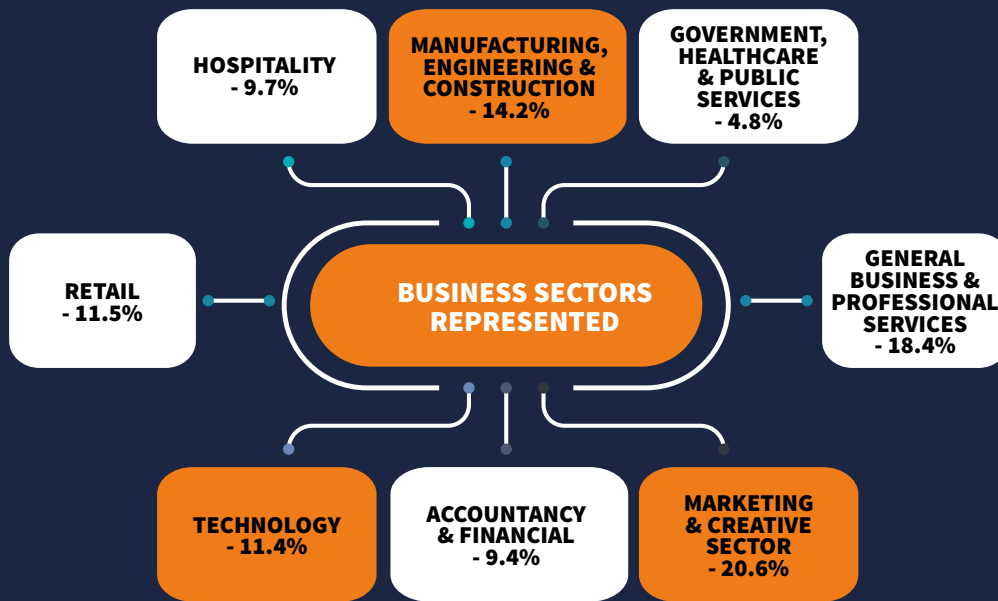 HOSPITALITY
- 9.7%
MANUFACTURING,
ENGINEERING &
CONSTRUCTION
- 14.2%
GOVERNMENT,
HEALTHCARE
& PUBLIC
SERVICES
- 4.8%
RETAIL
- 11.5%
BUSINESS SECTORS
REPRESENTED
GENERAL
BUSINESS &
PROFESSIONAL
SERVICES
- 18.4%
TECHNOLOGY
- 11.4%
ACCOUNTANCY
& FINANCIAL
- 9.4%
MARKETING
& CREATIVE
SECTOR
- 20.6%